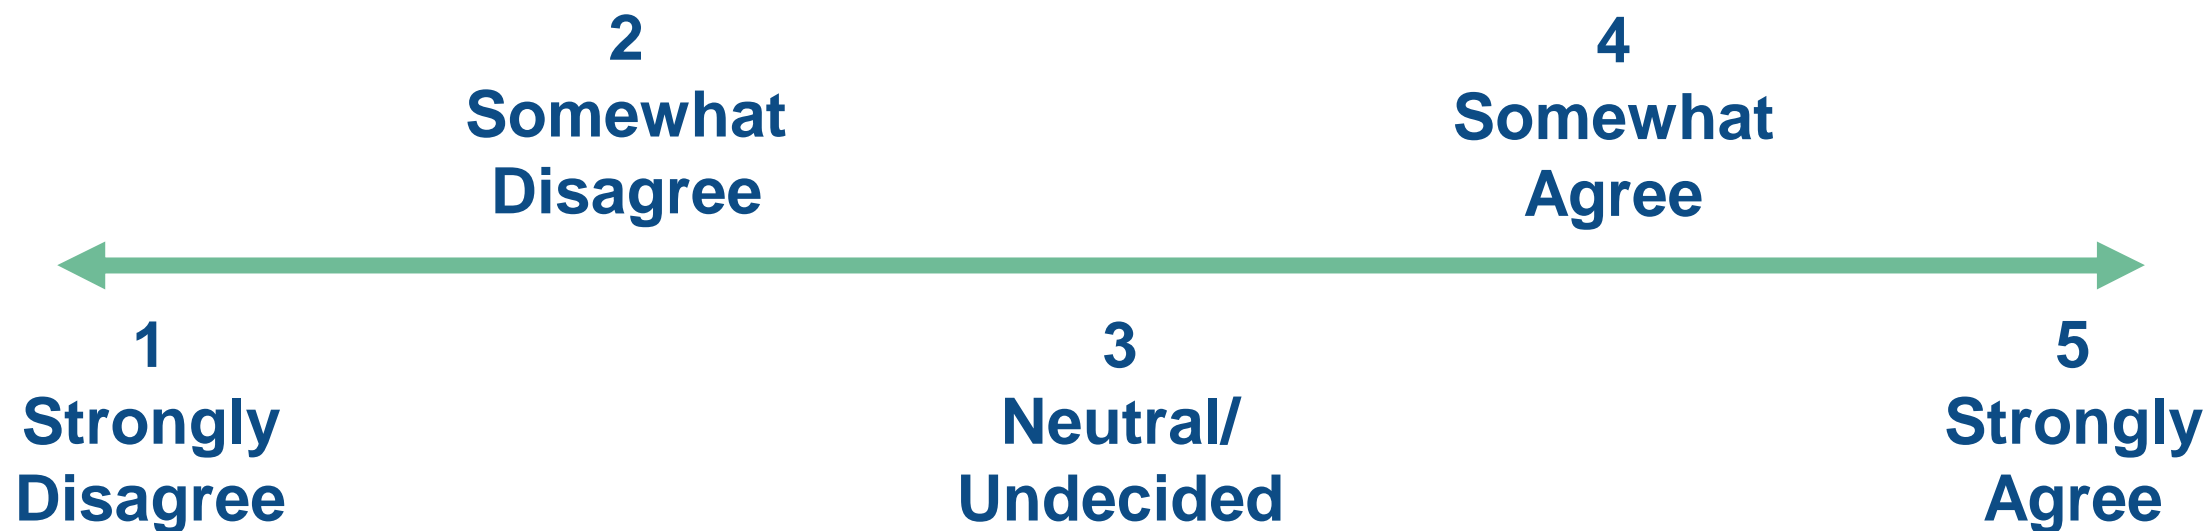 2
Somewhat
Disagree
4
Somewhat
Agree
1
Strongly
Disagree
3
Neutral/
Undecided
5
Strongly
Agree